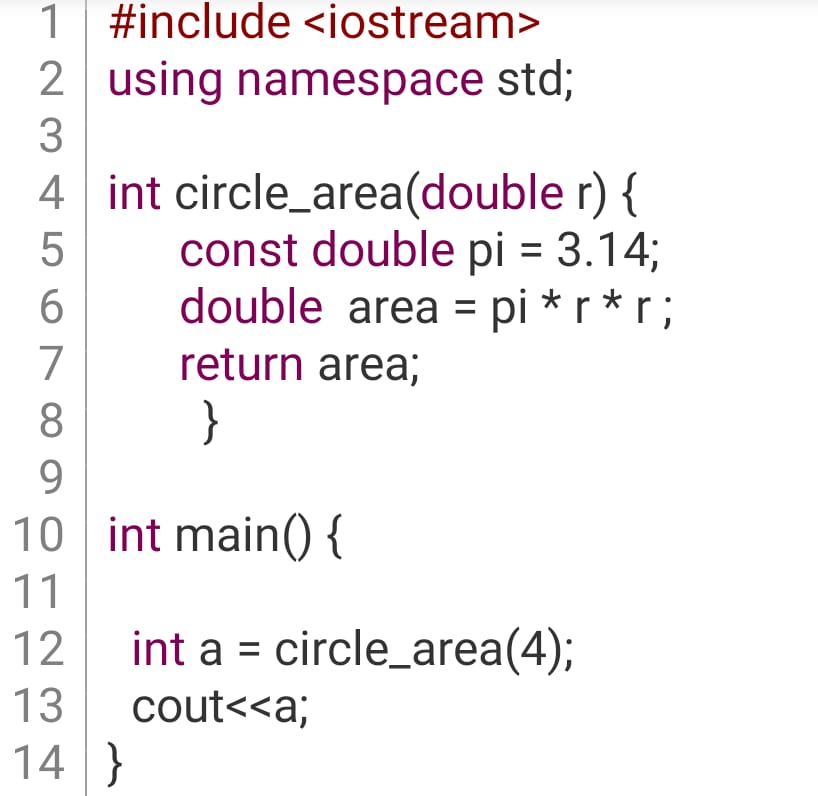 1 #include <iostream>
2 using namespace std;
3
4 int circle_area(double r) {
5 const double pi = 3.14;
6 double  area = pi * r * r ;
7 return area;
8 }
9
10 int main() {
11
12 int a = circle_area(4);
13 cout<<a;
14 }